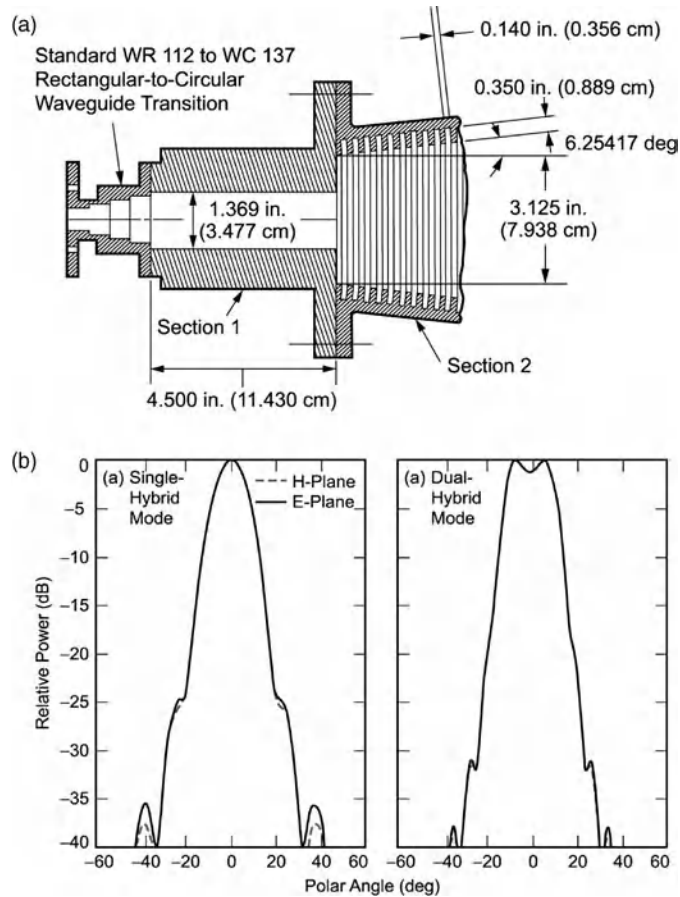 (a)
Standard WR 112 to WC 137
Rectangular-to-Circular
Waveguide Transition
0.140 in. (0.356 cm)
0.350 in. (0.889 cm)
6.25417 deg
1.369 in.
(3.477 cm)
3.125 in.
(7.938 cm)
Section 1
Section 2
4.500 in. (11.430 cm)
(b)
0
−5
−10
−15
−20
−25
−30
−35
−40
Relative Power (dB)
(a) Single-
Hybrid
Mode
H-Plane
E-Plane
(a) Dual-
Hybrid
Mode
−60 −40 −20 0 20 40 60
−60 −40 −20 0 20 40 60
Polar Angle (deg)